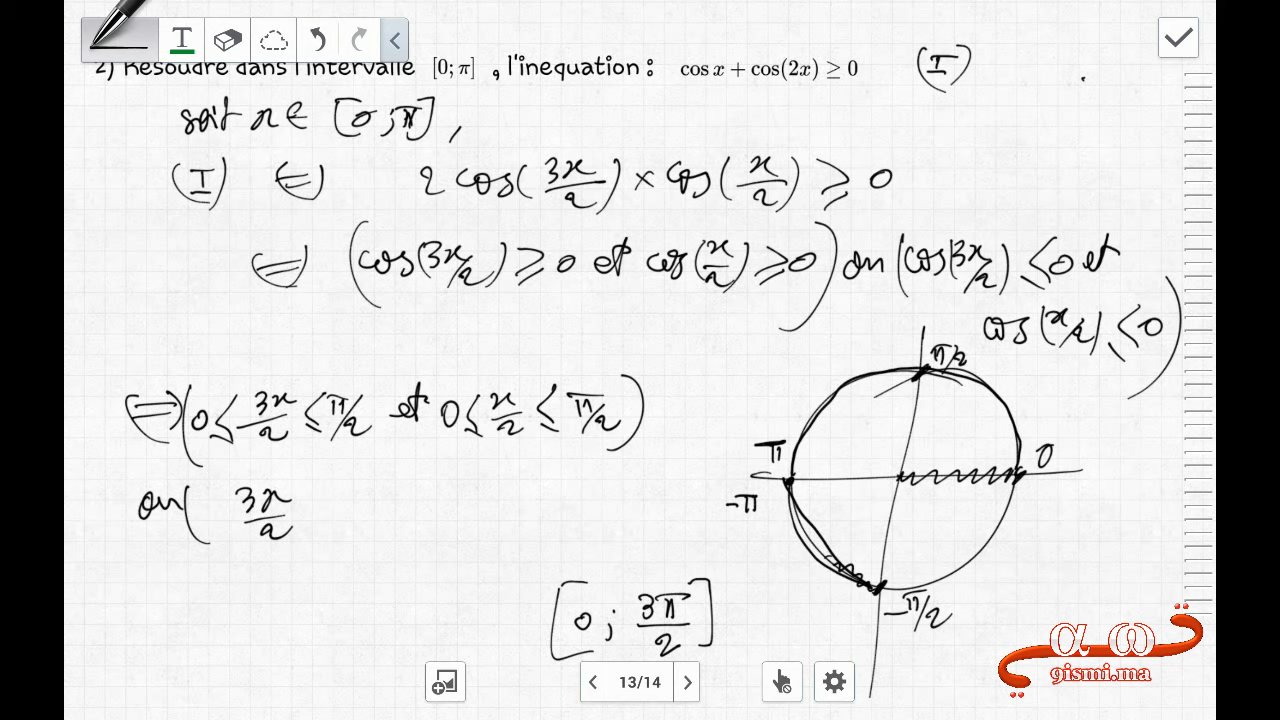 2) Résoudre dans l'intervalle [0; π] , l'inequation : cos x + cos(2x) ≥ 0 (I)
soit x ∈ [0 ; π] ,
(I) ⇔ 2 cos(3x/2) × cos(x/2) ≥ 0
⇔ (cos(3x/2) ≥ 0 et cos(x/2) ≥ 0) ou (cos(3x/2) ≤ 0 et
cos(x/2) ≤ 0)
⇔ (0 ≤ 3x/2 ≤ π/2 et 0 ≤ x/2 ≤ π/2)
ou ( 3x/2
π/2
π
0
-π
-π/2
[0 ; 3π/2]
13/14
α ω
gismi.ma